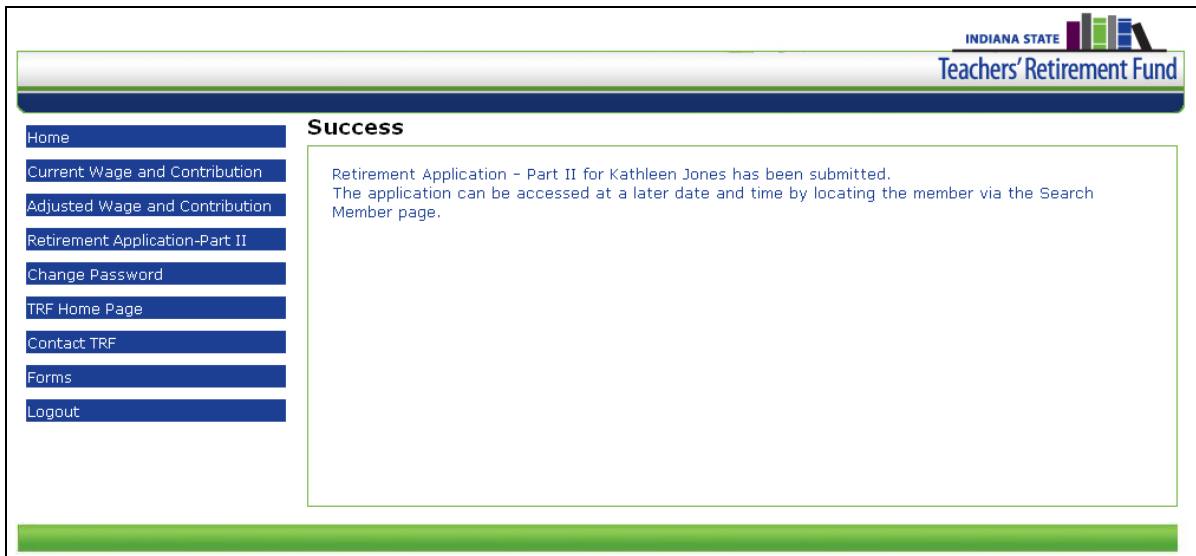 INDIANA STATE
Teachers' Retirement Fund
Home
Current Wage and Contribution
Adjusted Wage and Contribution
Retirement Application-Part II
Change Password
TRF Home Page
Contact TRF
Forms
Logout
Success
Retirement Application - Part II for Kathleen Jones has been submitted.
The application can be accessed at a later date and time by locating the member via the Search
Member page.